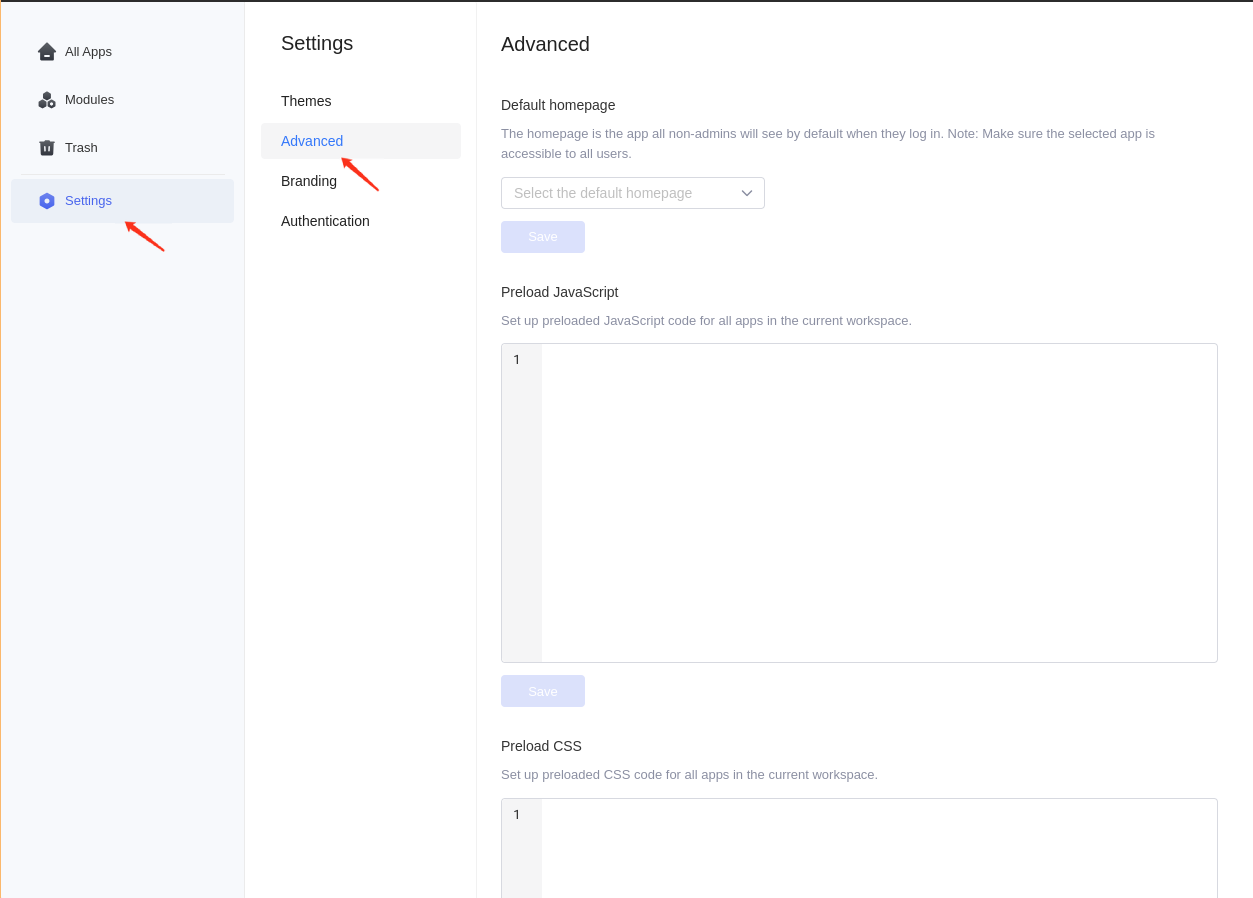 All Apps
Modules
Trash
Settings
Settings
Themes
Advanced
Branding
Authentication
Advanced
Default homepage
The homepage is the app all non-admins will see by default when they log in. Note: Make sure the selected app is
accessible to all users.
Select the default homepage
Save
Preload JavaScript
Set up preloaded JavaScript code for all apps in the current workspace.
1
Save
Preload CSS
Set up preloaded CSS code for all apps in the current workspace.
1